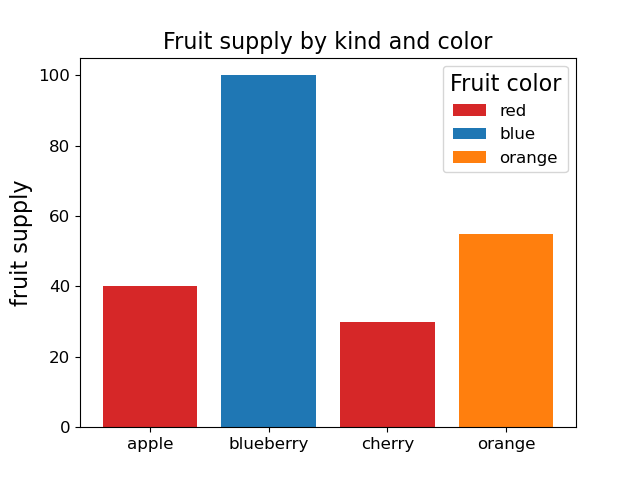 Fruit supply by kind and color
fruit supply
100
80
60
40
20
0
Fruit color
red
blue
orange
apple blueberry cherry orange